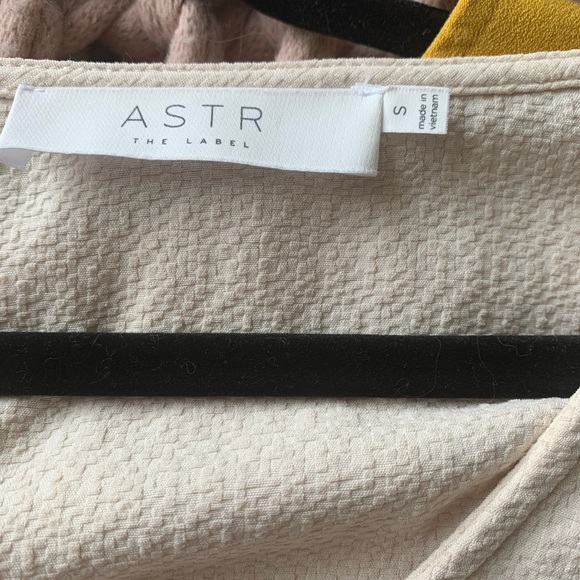 ASTR
THE LABEL
S
made in
vietnam